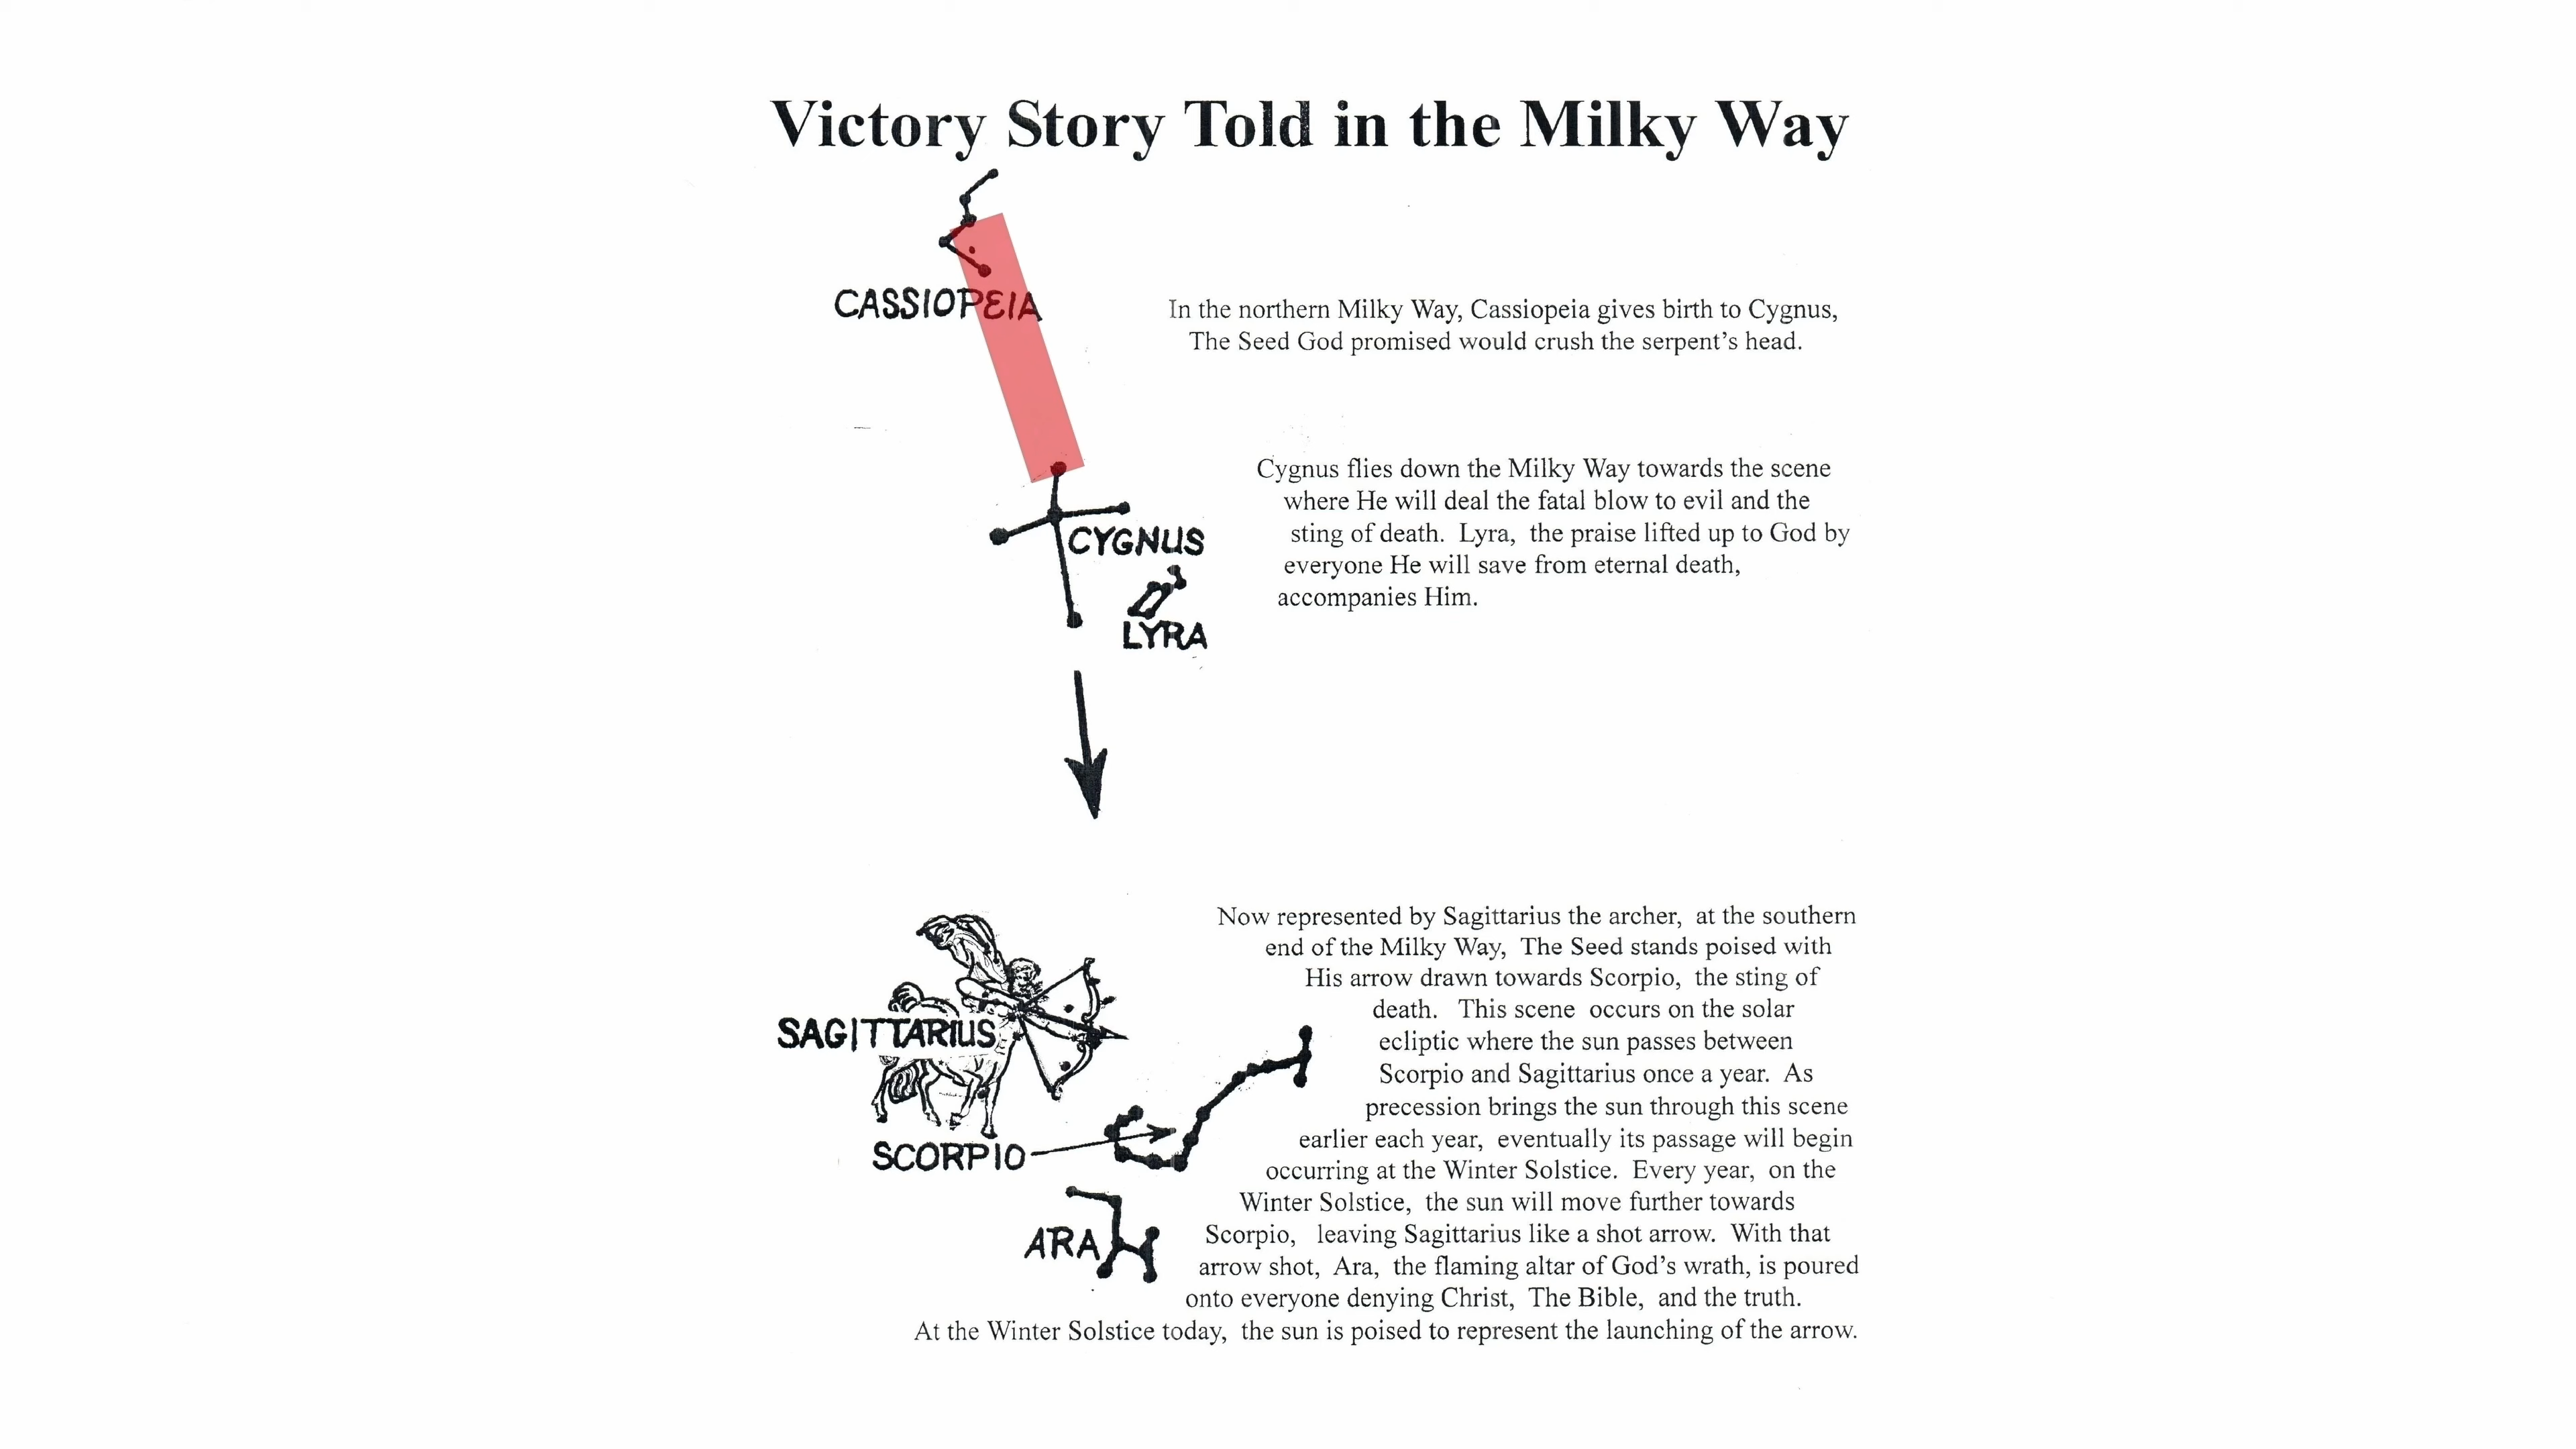 Victory Story Told in the Milky Way
CASSIOPEIA
In the northern Milky Way, Cassiopeia gives birth to Cygnus,
The Seed God promised would crush the serpent's head.
Cygnus flies down the Milky Way towards the scene
where He will deal the fatal blow to evil and the
sting of death. Lyra, the praise lifted up to God by
everyone He will save from eternal death,
accompanies Him.
CYGNUS
LYRA
Now represented by Sagittarius the archer, at the southern
end of the Milky Way, The Seed stands poised with
His arrow drawn towards Scorpio, the sting of
death. This scene occurs on the solar
ecliptic where the sun passes between
Scorpio and Sagittarius once a year. As
precession brings the sun through this scene
earlier each year, eventually its passage will begin
occurring at the Winter Solstice. Every year, on the
Winter Solstice, the sun will move further towards
Scorpio, leaving Sagittarius like a shot arrow. With that
arrow shot, Ara, the flaming altar of God's wrath, is poured
onto everyone denying Christ, The Bible, and the truth.
At the Winter Solstice today, the sun is poised to represent the launching of the arrow.
SAGITTARIUS
SCORPIO
ARA